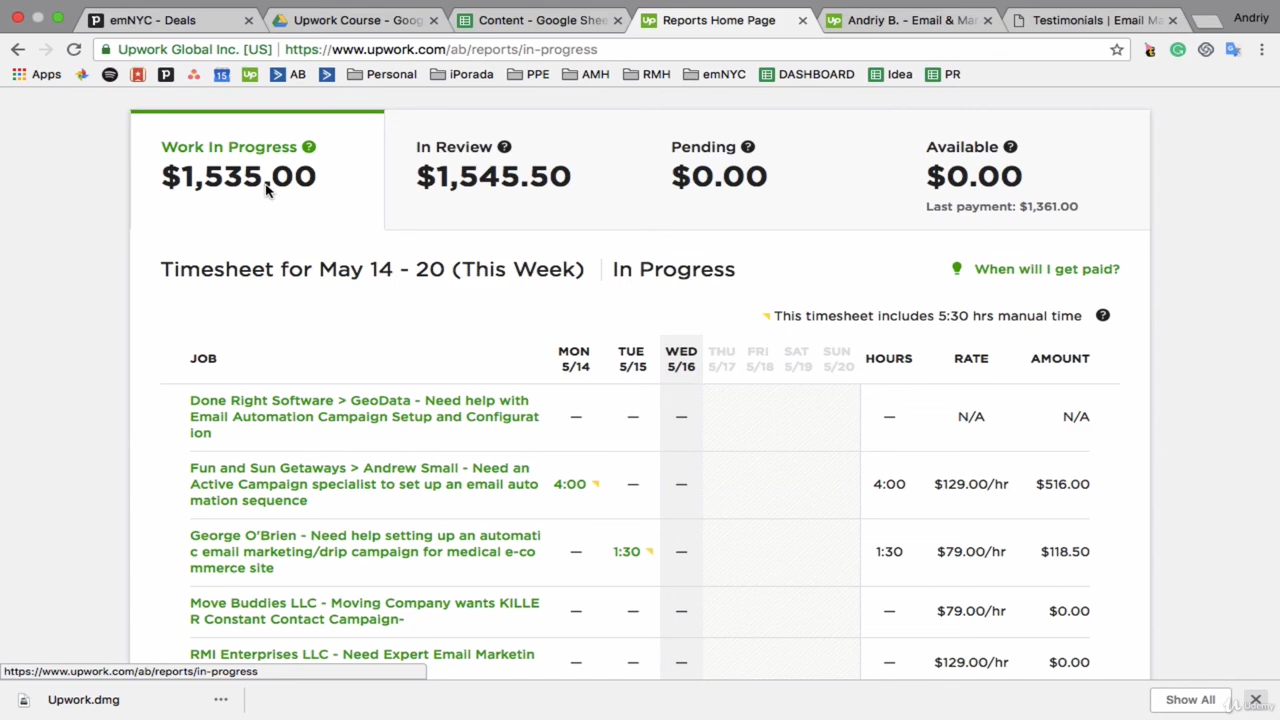 emNYC - Deals
Upwork Course - Goog
Content - Google Shee
Up Reports Home Page
Up Andriy B. - Email & Mar
Testimonials | Email Ma
Andriy
Upwork Global Inc. [US] | https://www.upwork.com/ab/reports/in-progress
Apps 15 Up AB Personal iPorada PPE AMH RMH emNYC DASHBOARD Idea PR
Work In Progress ?
$1,535.00
In Review ?
$1,545.50
Pending ?
$0.00
Available ?
$0.00
Last payment: $1,361.00
Timesheet for May 14 - 20 (This Week) In Progress
When will I get paid?
This timesheet includes 5:30 hrs manual time ?
JOB MON 5/14 TUE 5/15 WED 5/16 THU 5/17 FRI 5/18 SAT 5/19 SUN 5/20 HOURS RATE AMOUNT
Done Right Software > GeoData - Need help with
Email Automation Campaign Setup and Configurat
ion
— — — — N/A N/A
Fun and Sun Getaways > Andrew Small - Need an
Active Campaign specialist to set up an email auto
mation sequence
4:00 — — 4:00 $129.00/hr $516.00
George O'Brien - Need help setting up an automati
c email marketing/drip campaign for medical e-co
mmerce site
— 1:30 — 1:30 $79.00/hr $118.50
Move Buddies LLC - Moving Company wants KILLE
R Constant Contact Campaign-
— — — — $79.00/hr $0.00
RMI Enterprises LLC - Need Expert Email Marketin
— — — — $129.00/hr $0.00
https://www.upwork.com/ab/reports/in-progress
Upwork.dmg
Show All
Udemy